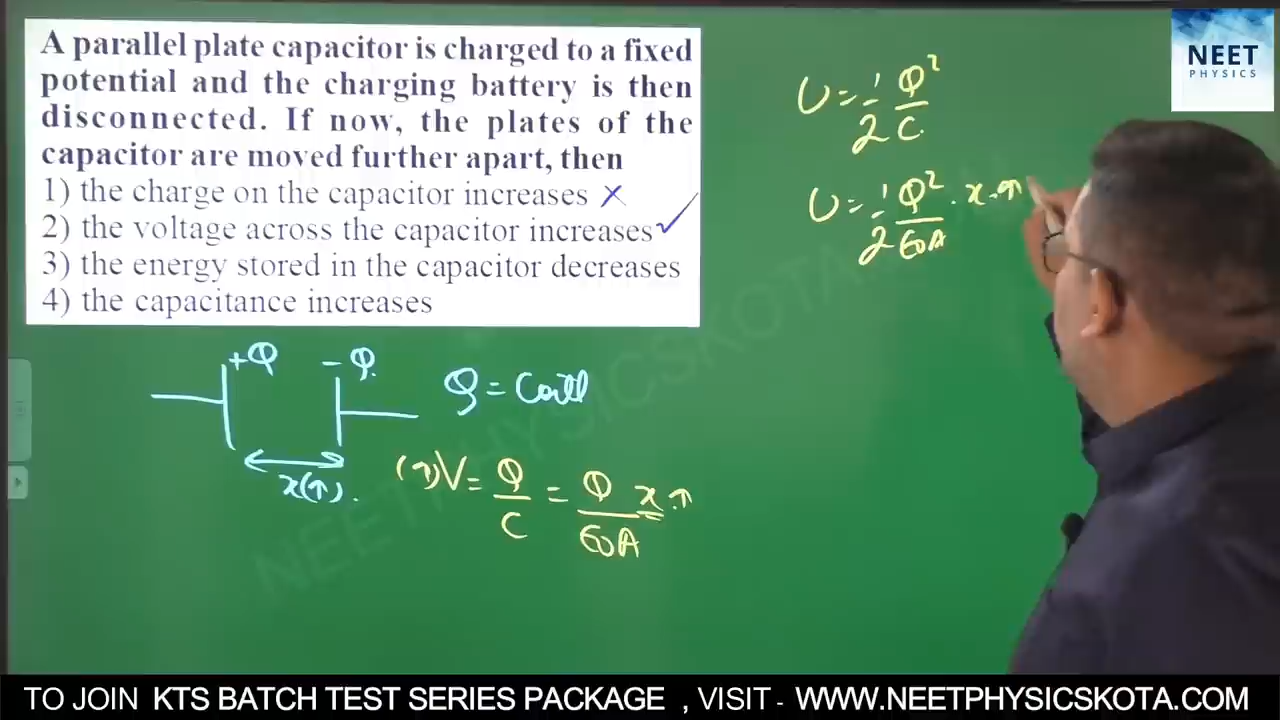 A parallel plate capacitor is charged to a fixed
potential and the charging battery is then
disconnected. If now, the plates of the
capacitor are moved further apart, then
1) the charge on the capacitor increases ×
2) the voltage across the capacitor increases ✓
3) the energy stored in the capacitor decreases
4) the capacitance increases
NEET
PHYSICS
U = 1/2 Q²/C
U = 1/2 Q²/ε₀A · x → ↑
+Q -Q
x(↑).
Q = Const
(↑)V = Q/C = Q/ε₀A x · ↑
NEETPHYSICSKOTA
TO JOIN KTS BATCH TEST SERIES PACKAGE , VISIT - WWW.NEETPHYSICSKOTA.COM